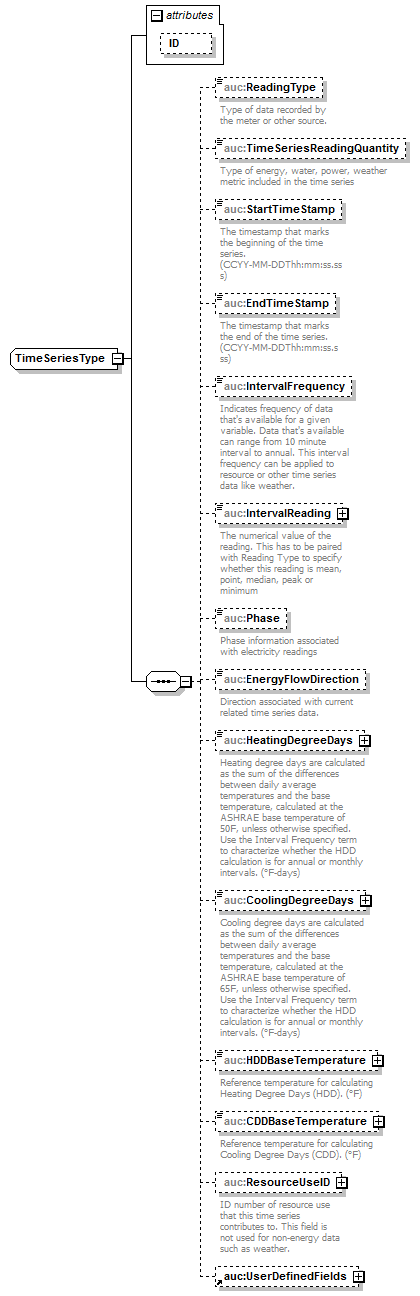 attributes
ID
auc:ReadingType
Type of data recorded by
the meter or other source.
auc:TimeSeriesReadingQuantity
Type of energy, water, power, weather
metric included in the time series
auc:StartTimeStamp
The timestamp that marks
the beginning of the time
series.
(CCYY-MM-DDThh:mm:ss.ss
s)
auc:EndTimeStamp
The timestamp that marks
the end of the time series.
(CCYY-MM-DDThh:mm:ss.s
ss)
TimeSeriesType
auc:IntervalFrequency
Indicates frequency of data
that's available for a given
variable. Data that's available
can range from 10 minute
interval to annual. This interval
frequency can be applied to
resource or other time series
data like weather.
auc:IntervalReading
The numerical value of the
reading. This has to be paired
with Reading Type to specify
whether this reading is mean,
point, median, peak or
minimum
auc:Phase
Phase information associated
with electricity readings
auc:EnergyFlowDirection
Direction associated with current
related time series data.
auc:HeatingDegreeDays
Heating degree days are calculated
as the sum of the differences
between daily average
temperatures and the base
temperature, calculated at the
ASHRAE base temperature of
50F, unless otherwise specified.
Use the Interval Frequency term
to characterize whether the HDD
calculation is for annual or monthly
intervals. (°F-days)
auc:CoolingDegreeDays
Cooling degree days are calculated
as the sum of the differences
between daily average
temperatures and the base
temperature, calculated at the
ASHRAE base temperature of
65F, unless otherwise specified.
Use the Interval Frequency term
to characterize whether the HDD
calculation is for annual or monthly
intervals. (°F-days)
auc:HDDBaseTemperature
Reference temperature for calculating
Heating Degree Days (HDD). (°F)
auc:CDDBaseTemperature
Reference temperature for calculating
Cooling Degree Days (CDD). (°F)
auc:ResourceUseID
ID number of resource use
that this time series
contributes to. This field is
not used for non-energy data
such as weather.
auc:UserDefinedFields